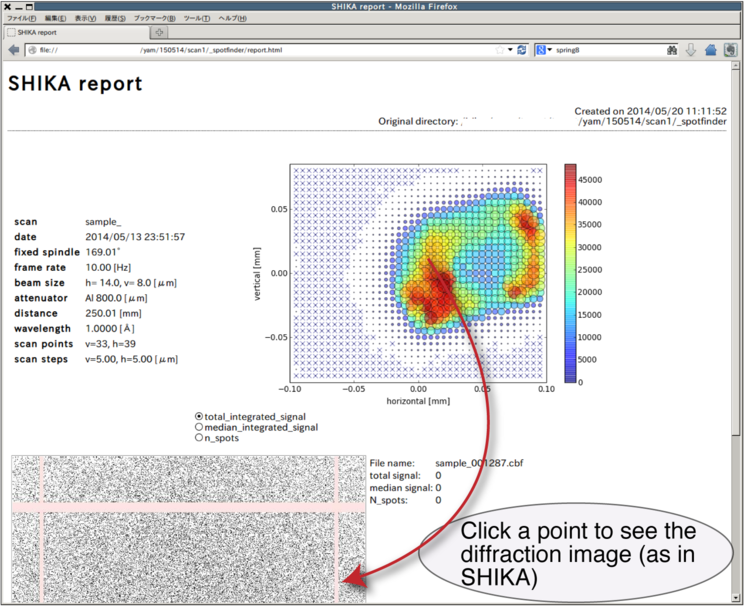 SHIKA report - Mozilla Firefox
ファイル(F) 編集(E) 表示(V) 履歴(S) ブックマーク(B) ツール(T) ヘルプ(H)
SHIKA report
file:// /yam/150514/scan1/_spotfinder/report.html
spring8
SHIKA report
Created on 2014/05/20 11:11:52
Original directory: /yam/150514/scan1/_spotfinder
scan sample_
date 2014/05/13 23:51:57
fixed spindle 169.01°
frame rate 10.00 [Hz]
beam size h= 14.0, v= 8.0 [μm]
attenuator Al 800.0 [μm]
distance 250.01 [mm]
wavelength 1.0000 [Å]
scan points v=33, h=39
scan steps v=5.00, h=5.00 [μm]
vertical [mm]
0.05
0.00
−0.05
−0.10 −0.05 0.00 0.05 0.10
horizontal [mm]
45000
40000
35000
30000
25000
20000
15000
10000
5000
0
total_integrated_signal
median_integrated_signal
n_spots
File name: sample_001287.cbf
total signal: 0
median signal: 0
N_spots: 0
Click a point to see the
diffraction image (as in
SHIKA)